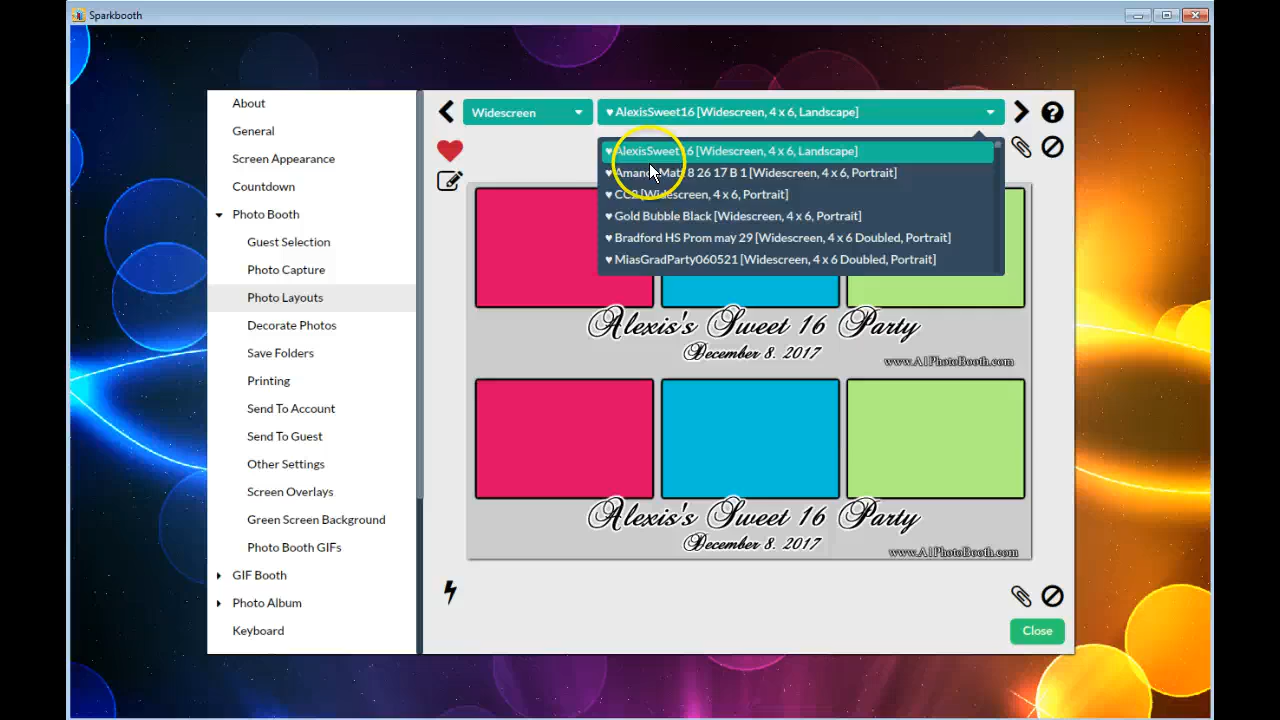 Sparkbooth
About
General
Screen Appearance
Countdown
Photo Booth
Guest Selection
Photo Capture
Photo Layouts
Decorate Photos
Save Folders
Printing
Send To Account
Send To Guest
Other Settings
Screen Overlays
Green Screen Background
Photo Booth GIFs
GIF Booth
Photo Album
Keyboard
Widescreen
♥ AlexisSweet16 [Widescreen, 4 x 6, Landscape]
♥ AlexisSweet16 [Widescreen, 4 x 6, Landscape]
♥ 8 26 17 B 1 [Widescreen, 4 x 6, Portrait]
♥ CC2 [Widescreen, 4 x 6, Portrait]
♥ Gold Bubble Black [Widescreen, 4 x 6, Portrait]
♥ Bradford HS Prom may 29 [Widescreen, 4 x 6 Doubled, Portrait]
♥ MiasGradParty060521 [Widescreen, 4 x 6 Doubled, Portrait]
Alexis's Sweet 16 Party
December 8. 2017
www.A1PhotoBooth.com
Alexis's Sweet 16 Party
December 8. 2017
www.A1PhotoBooth.com
Close